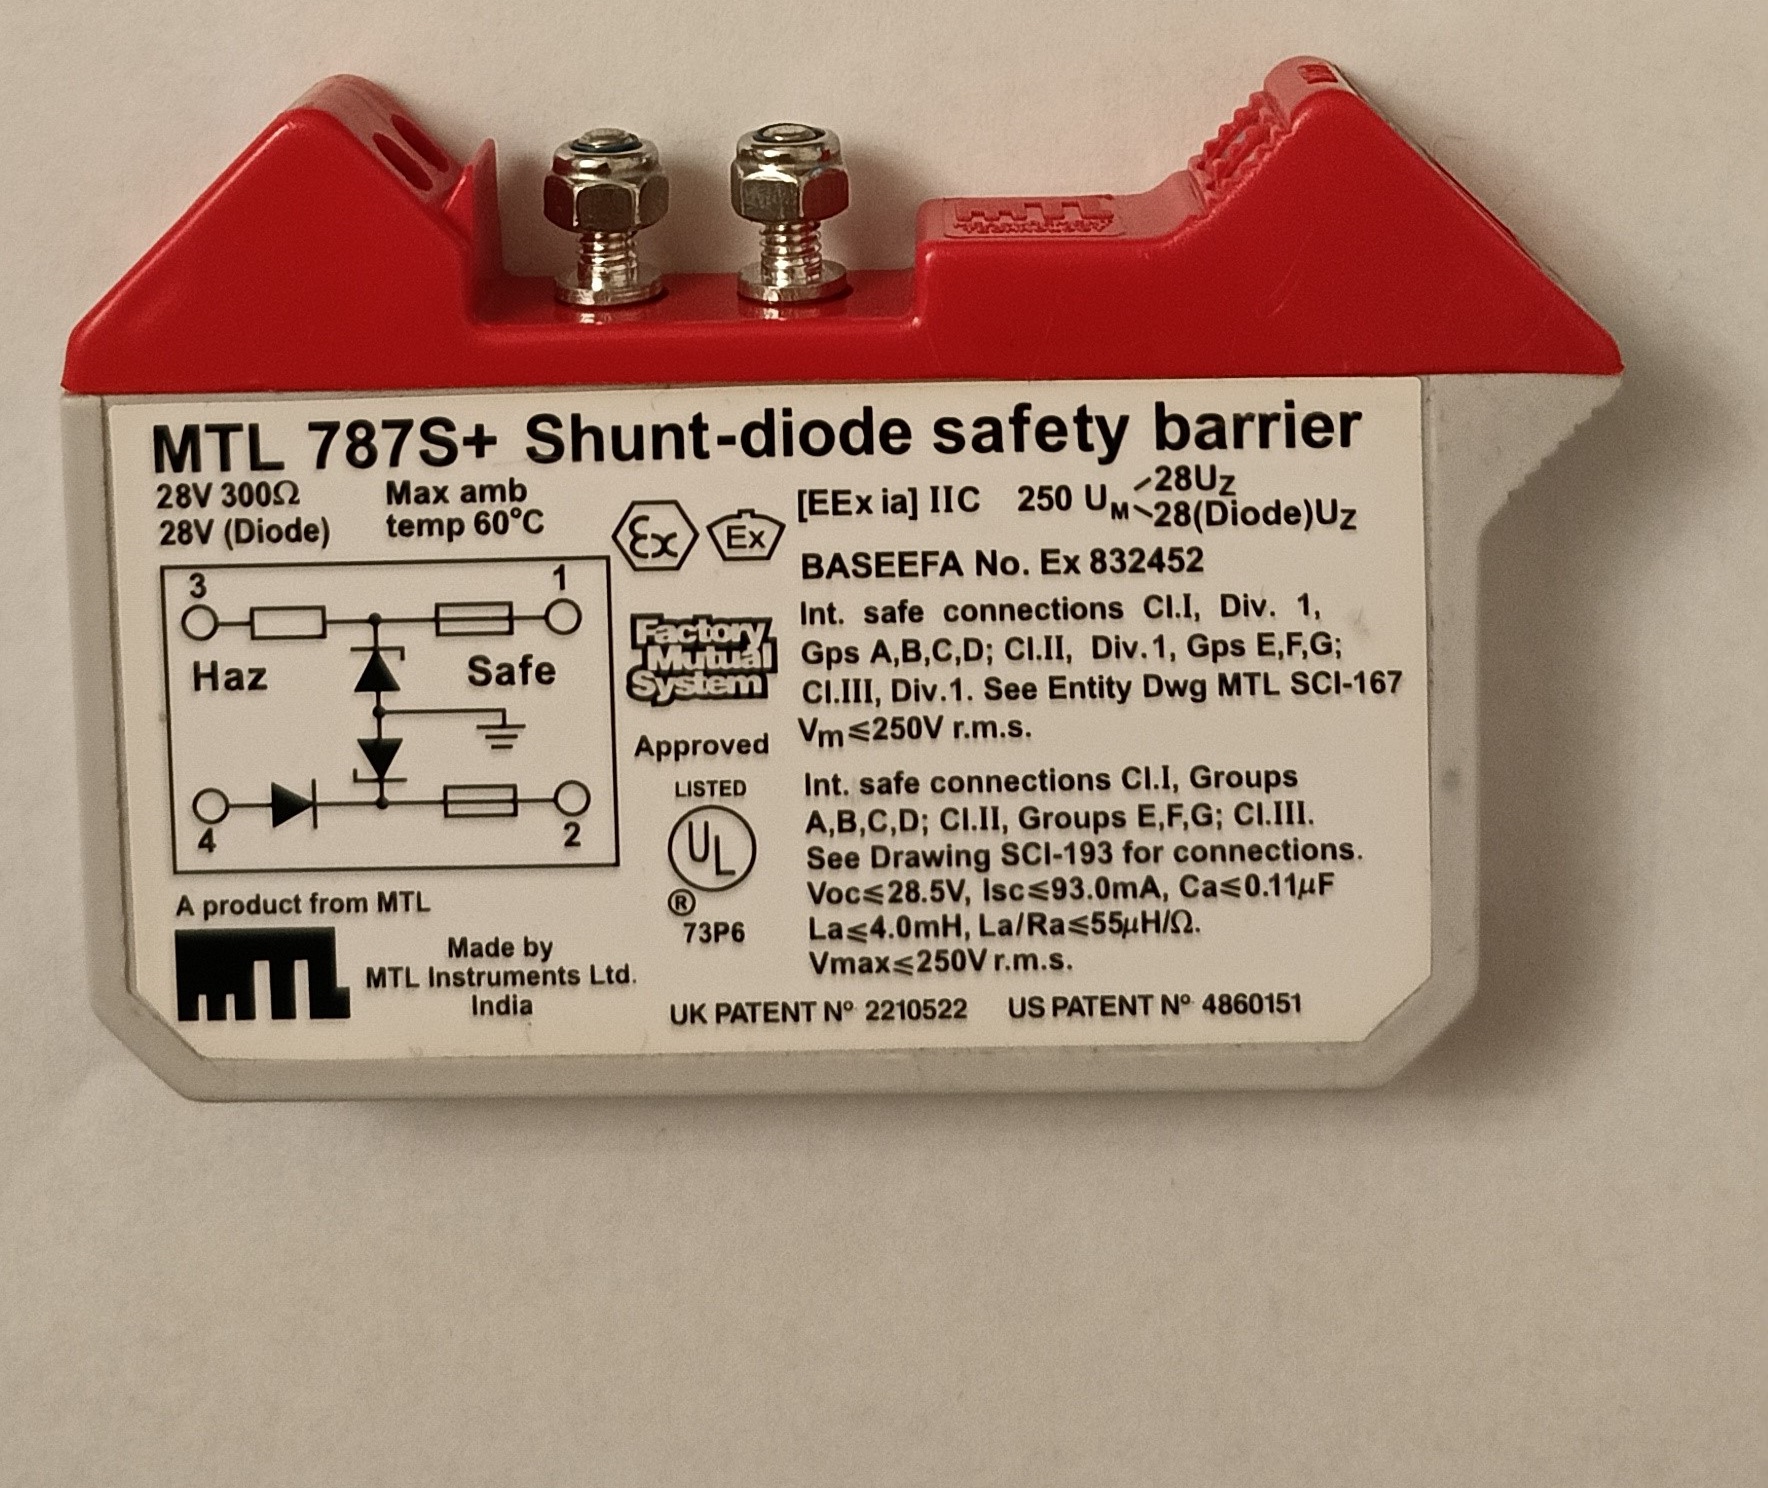 MTL
TECHNOLOGY
MTL 787S+ Shunt-diode safety barrier
28V 300Ω
28V (Diode)
Max amb
temp 60°C
Ex
Ex
[EEx ia] IIC 250 UM 28Uz
28(Diode)Uz
BASEEFA No. Ex 832452
3
1
Haz
Safe
4
2
Factory
Mutual
System
Approved
Int. safe connections Cl.I, Div. 1,
Gps A,B,C,D; Cl.II, Div.1, Gps E,F,G;
Cl.III, Div.1. See Entity Dwg MTL SCI-167
Vm≤250V r.m.s.
LISTED
UL
®
73P6
Int. safe connections Cl.I, Groups
A,B,C,D; Cl.II, Groups E,F,G; Cl.III.
See Drawing SCI-193 for connections.
Voc≤28.5V, Isc≤93.0mA, Ca≤0.11µF
La≤4.0mH, La/Ra≤55µH/Ω.
Vmax≤250V r.m.s.
A product from MTL
MTL
Made by
MTL Instruments Ltd.
India
UK PATENT Nº 2210522 US PATENT Nº 4860151